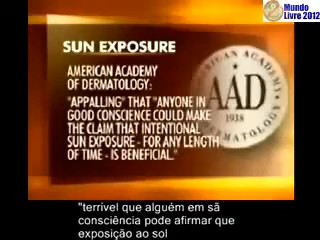 Mundo
Livre 2012
SUN EXPOSURE
AMERICAN ACADEMY
OF DERMATOLOGY:
"APPALLING" THAT "ANYONE IN
GOOD CONSCIENCE COULD MAKE
THE CLAIM THAT INTENTIONAL
SUN EXPOSURE - FOR ANY LENGTH
OF TIME - IS BENEFICIAL."
AAD
1938
"terrível que alguém em sã
consciência pode afirmar que
exposição ao sol